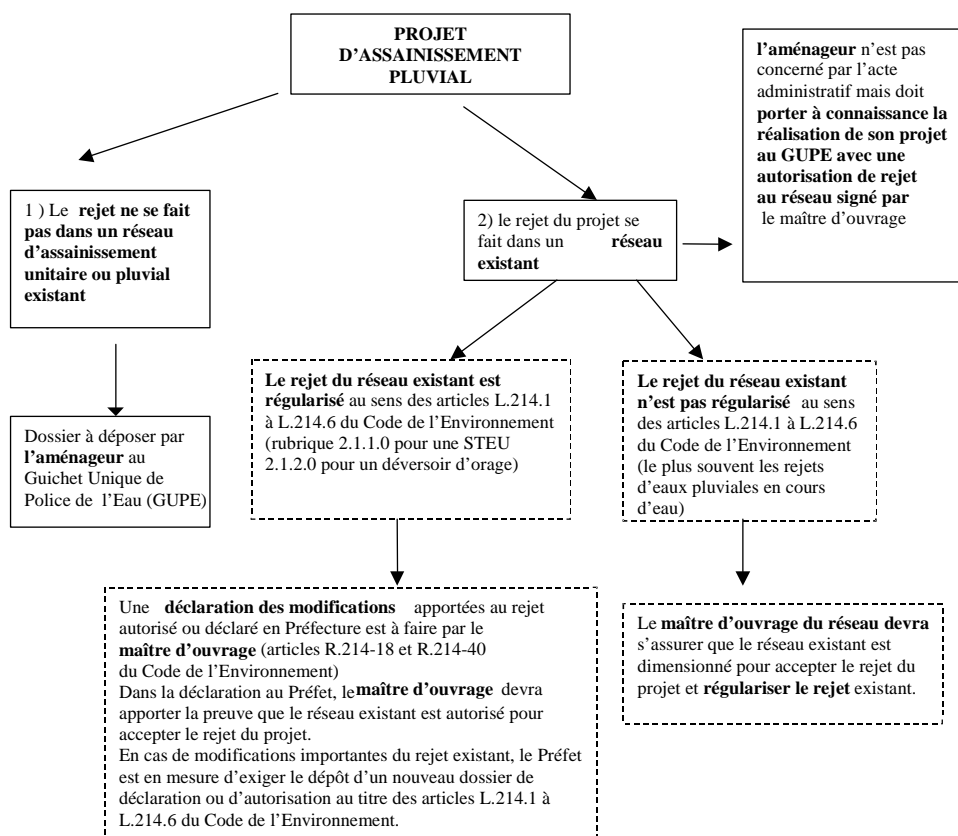 PROJET
D’ASSAINISSEMENT
PLUVIAL
l’aménageur n’est pas
concerné par l’acte
administratif mais doit
porter à connaissance la
réalisation de son projet
au GUPE avec une
autorisation de rejet
au réseau signé par
le maître d’ouvrage
1 ) Le rejet ne se fait
pas dans un réseau
d’assainissement
unitaire ou pluvial
existant
2) le rejet du projet se
fait dans un réseau
existant
Dossier à déposer par
l’aménageur au
Guichet Unique de
Police de l’Eau (GUPE)
Le rejet du réseau existant est
régularisé au sens des articles L.214.1
à L.214.6 du Code de l’Environnement
(rubrique 2.1.1.0 pour une STEU
2.1.2.0 pour un déversoir d’orage)
Le rejet du réseau existant
n’est pas régularisé au sens
des articles L.214.1 à L.214.6
du Code de l’Environnement
(le plus souvent les rejets
d’eaux pluviales en cours
d’eau)
Une déclaration des modifications apportées au rejet
autorisé ou déclaré en Préfecture est à faire par le
maître d’ouvrage (articles R.214-18 et R.214-40
du Code de l’Environnement)
Dans la déclaration au Préfet, le maître d’ouvrage devra
apporter la preuve que le réseau existant est autorisé pour
accepter le rejet du projet.
En cas de modifications importantes du rejet existant, le Préfet
est en mesure d’exiger le dépôt d’un nouveau dossier de
déclaration ou d’autorisation au titre des articles L.214.1 à
L.214.6 du Code de l’Environnement.
Le maître d’ouvrage du réseau devra
s’assurer que le réseau existant est
dimensionné pour accepter le rejet du
projet et régulariser le rejet existant.